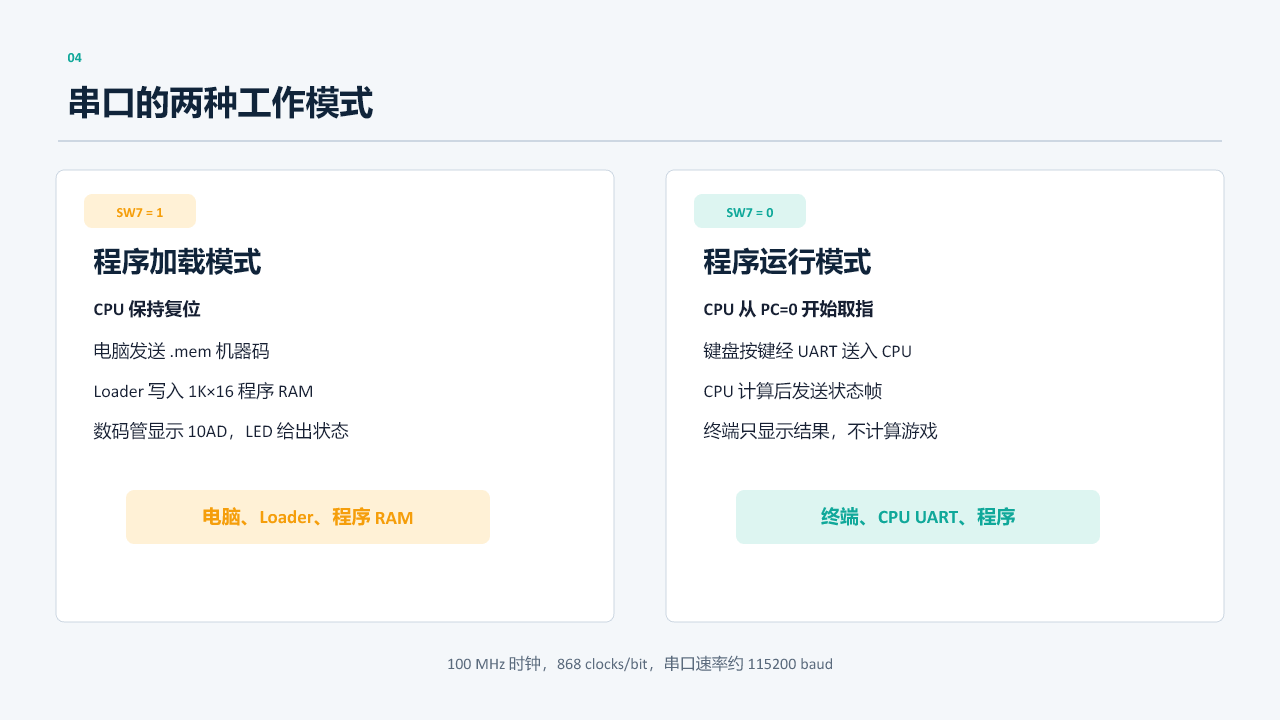 04
串口的两种工作模式
SW7 = 1
程序加载模式
CPU 保持复位
电脑发送 .mem 机器码
Loader 写入 1K×16 程序 RAM
数码管显示 10AD，LED 给出状态
电脑、Loader、程序 RAM
SW7 = 0
程序运行模式
CPU 从 PC=0 开始取指
键盘按键经 UART 送入 CPU
CPU 计算后发送状态帧
终端只显示结果，不计算游戏
终端、CPU UART、程序
100 MHz 时钟，868 clocks/bit，串口速率约 115200 baud